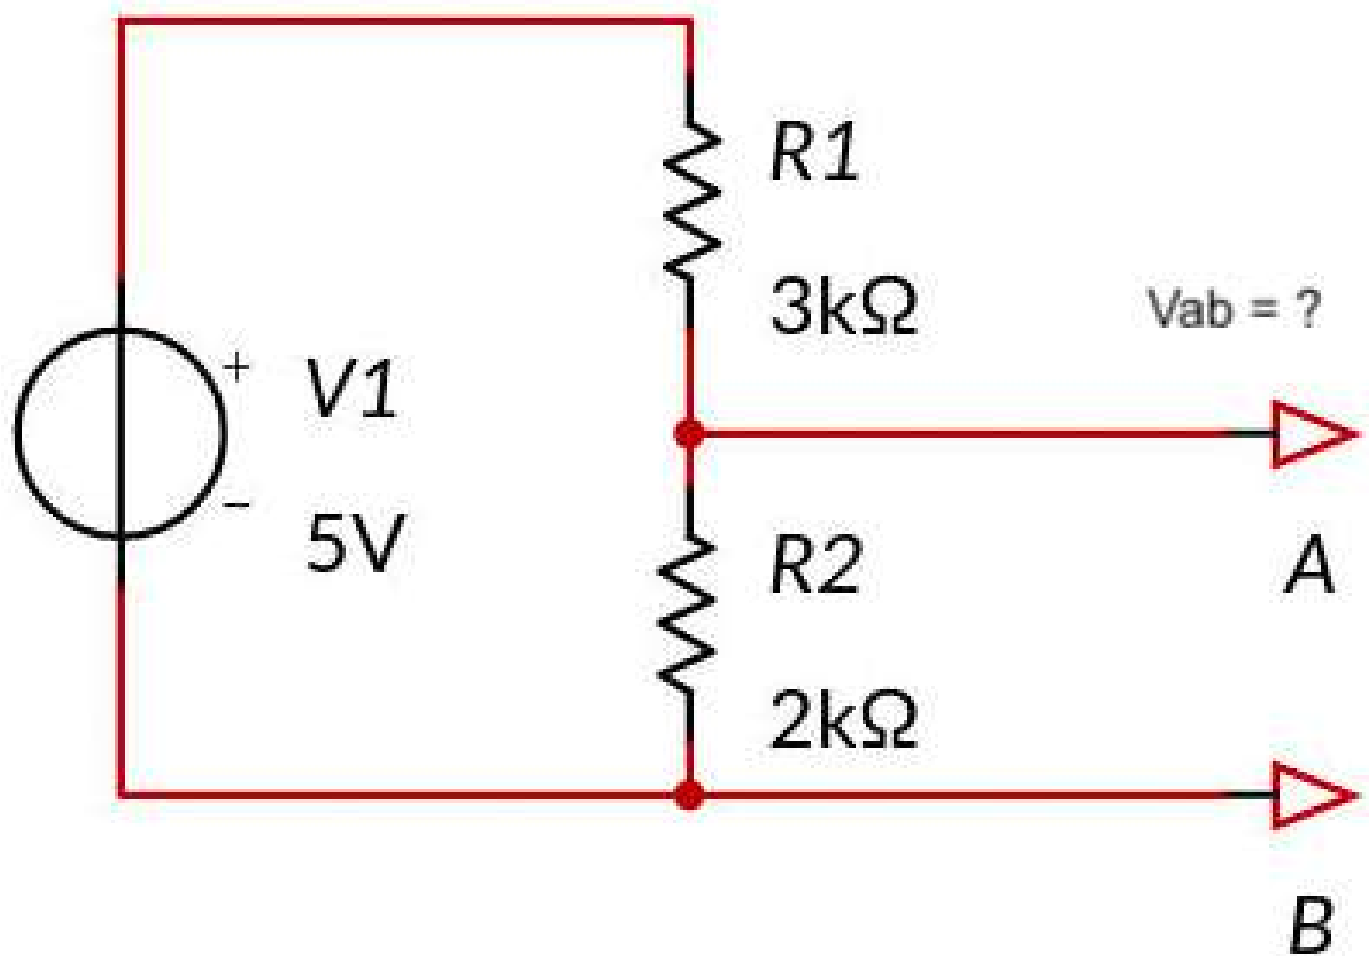 R1
3kΩ
Vab = ?
+
V1
−
5V
R2
A
2kΩ
B